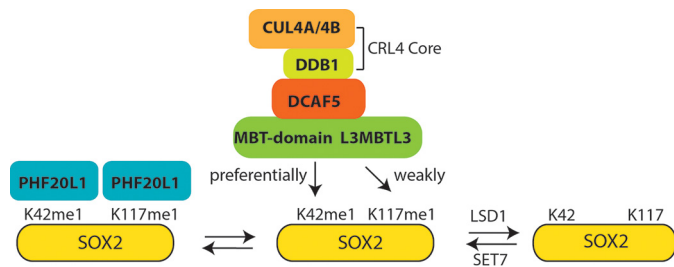 CUL4A/4B
CRL4 Core
DDB1
DCAF5
MBT-domain L3MBTL3
PHF20L1 PHF20L1
preferentially weakly
K42me1 K117me1 K42me1 K117me1 LSD1 K42 K117
SOX2 SOX2 SOX2
SET7